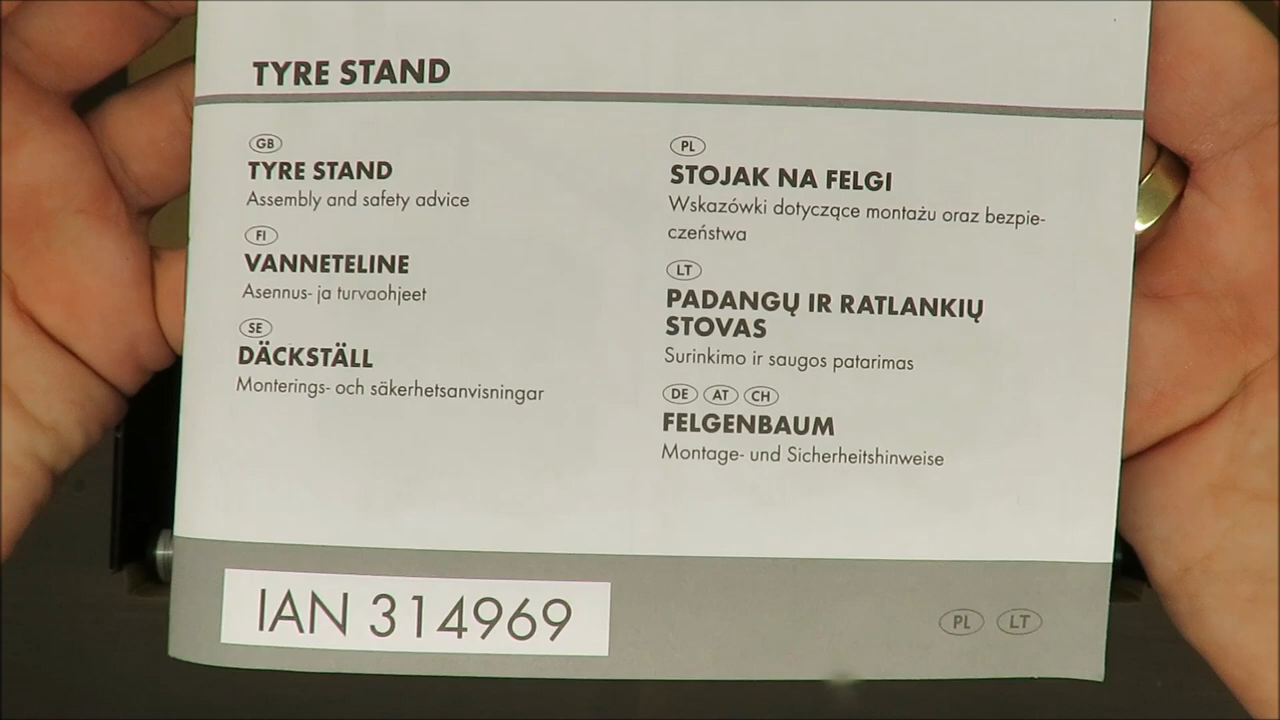 TYRE STAND
GB
TYRE STAND
Assembly and safety advice
FI
VANNETELINE
Asennus- ja turvaohjeet
SE
DÄCKSTÄLL
Monterings- och säkerhetsanvisningar
PL
STOJAK NA FELGI
Wskazówki dotyczące montażu oraz bezpie-
czeństwa
LT
PADANGŲ IR RATLANKIŲ
STOVAS
Surinkimo ir saugos patarimas
DE AT CH
FELGENBAUM
Montage- und Sicherheitshinweise
IAN 314969
PL LT